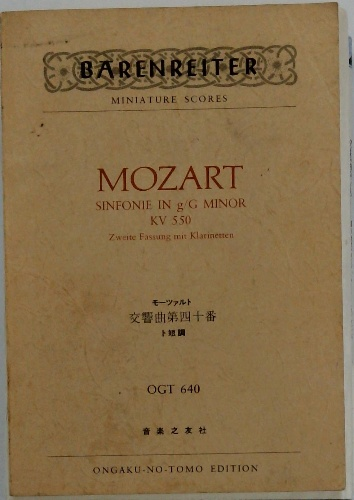 BÄRENREITER
MINIATURE SCORES
MOZART
SINFONIE IN g/G MINOR
KV 550
Zweite Fassung mit Klarinetten
モーツァルト
交響曲第四十番
ト短調
OGT 640
音楽之友社
ONGAKU-NO-TOMO EDITION